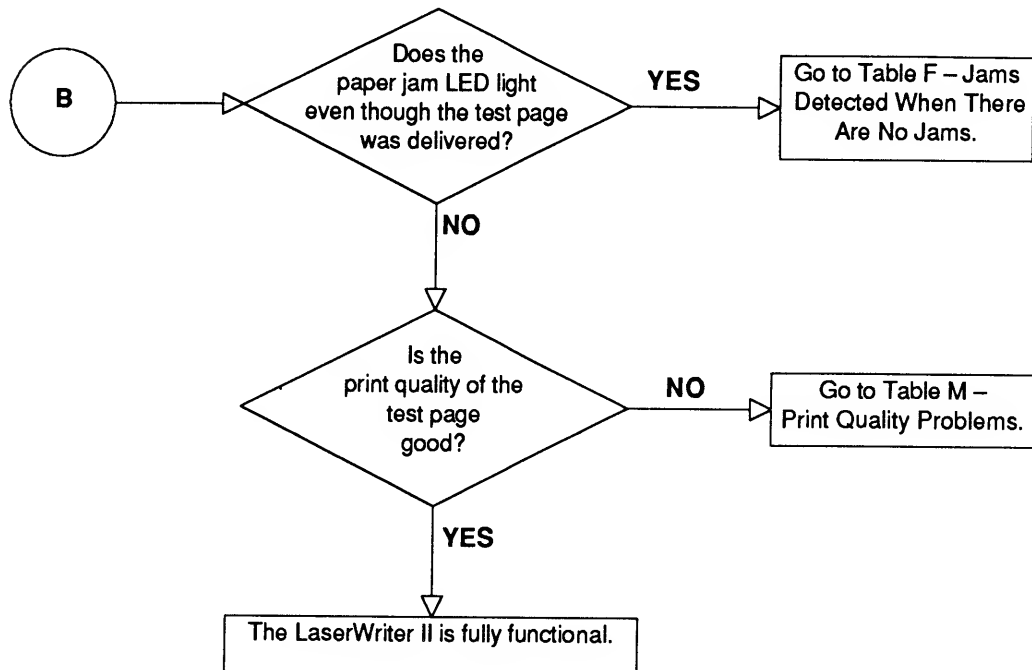 B
Does the
paper jam LED light
even though the test page
was delivered?
YES
Go to Table F – Jams
Detected When There
Are No Jams.
NO
Is the
print quality of the
test page
good?
NO
Go to Table M –
Print Quality Problems.
YES
The LaserWriter II is fully functional.